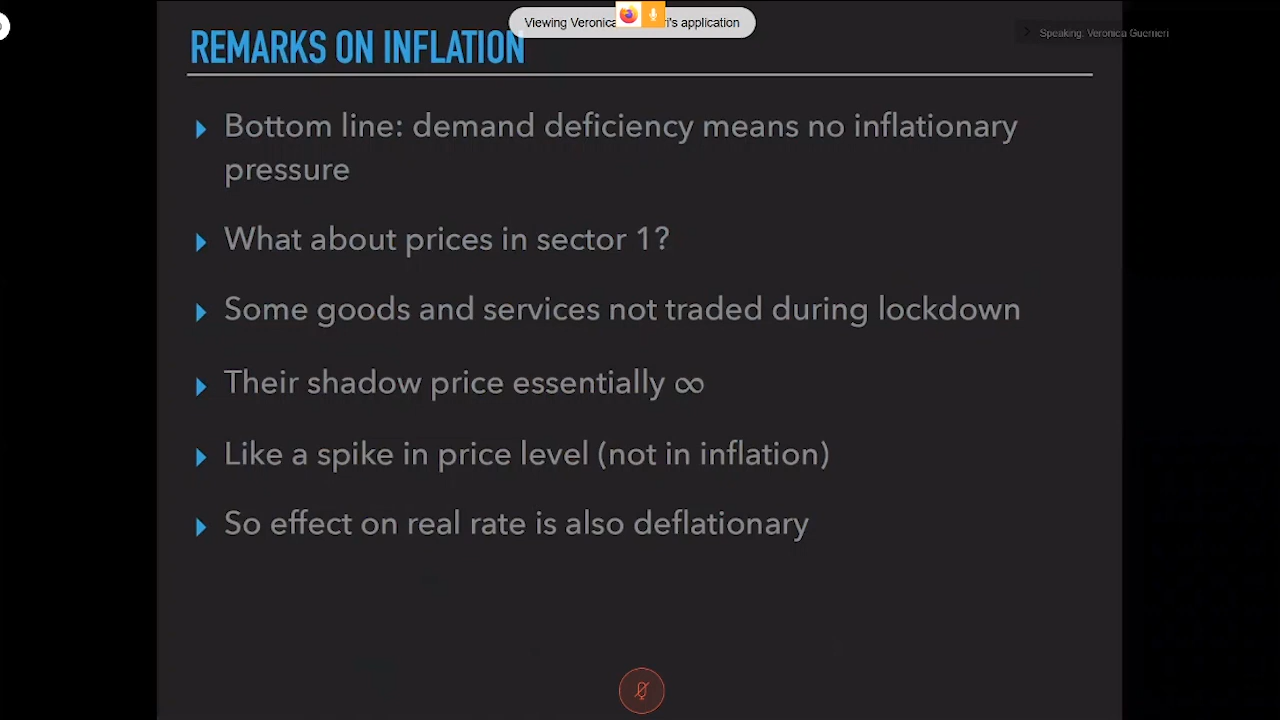 Viewing Veronica ri's application
Speaking: Veronica Guerrieri
REMARKS ON INFLATION
Bottom line: demand deficiency means no inflationary
pressure
What about prices in sector 1?
Some goods and services not traded during lockdown
Their shadow price essentially ∞
Like a spike in price level (not in inflation)
So effect on real rate is also deflationary